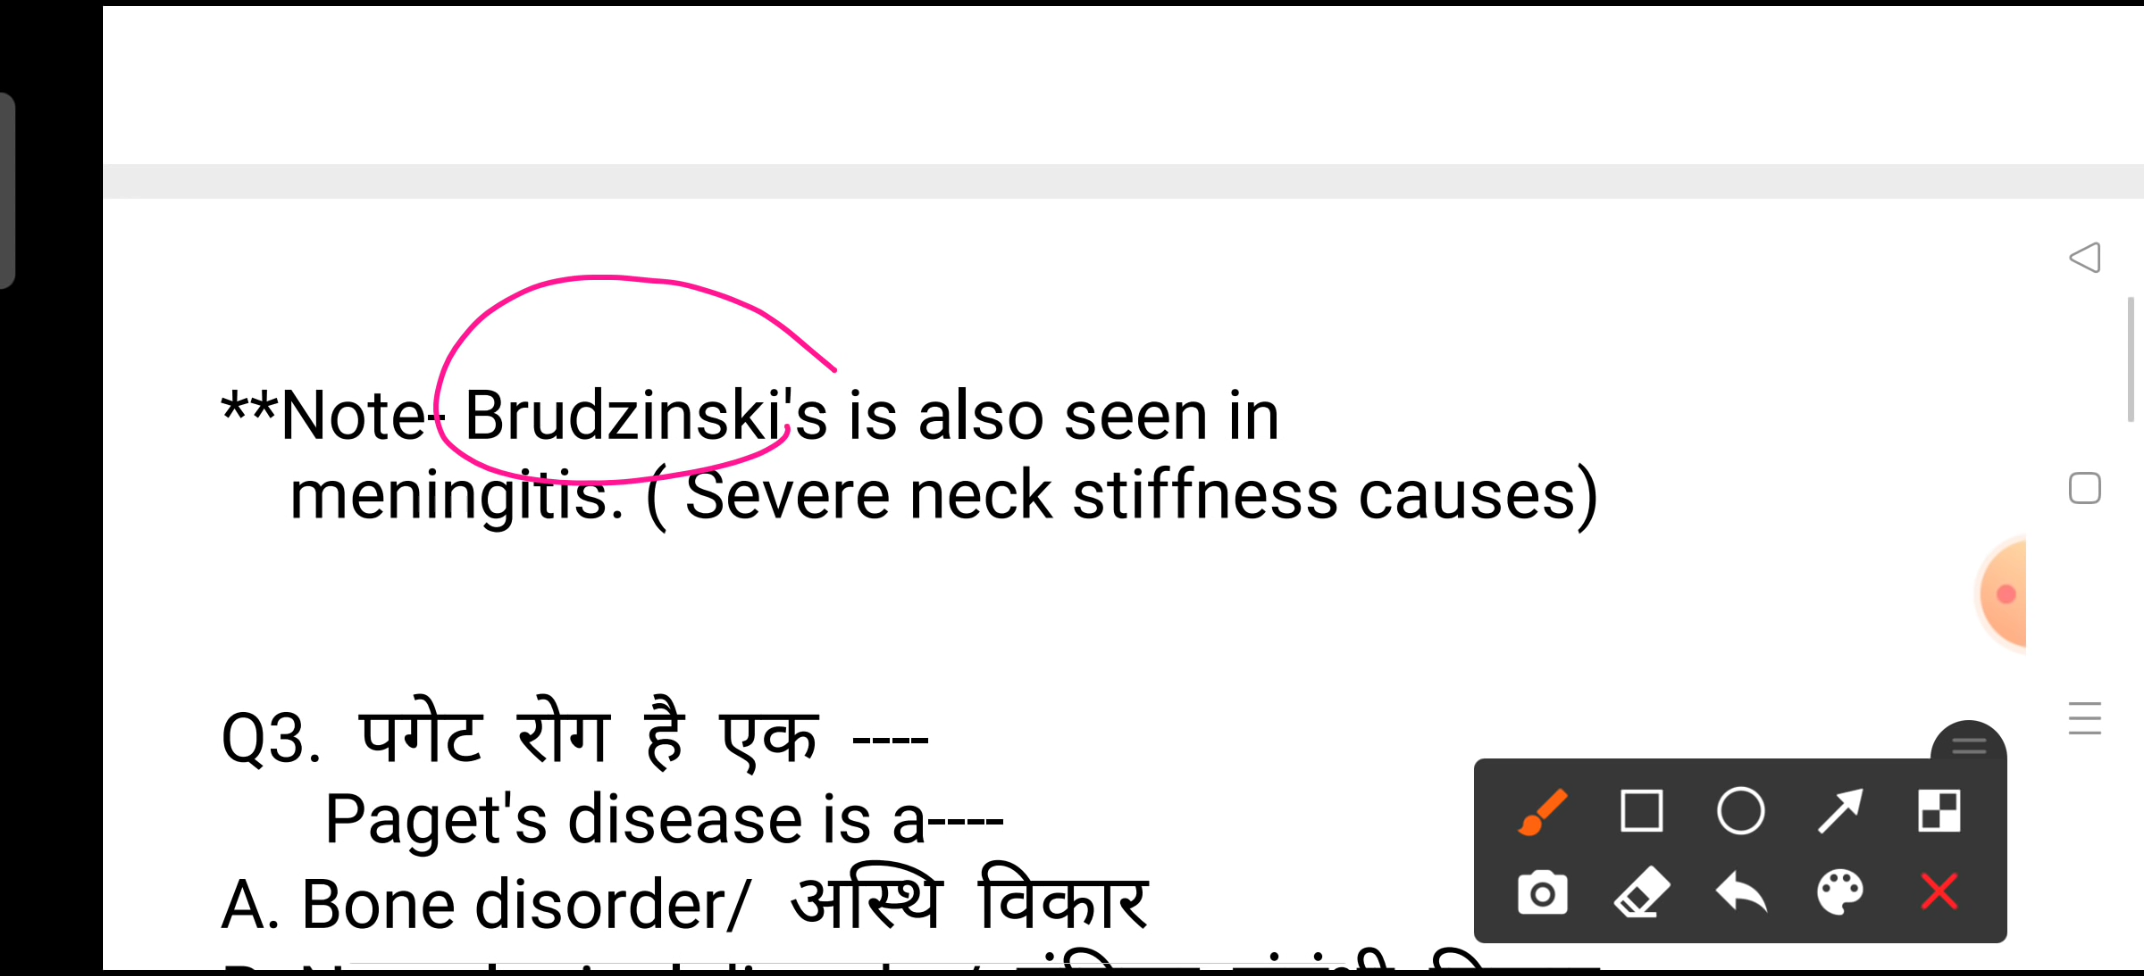 **Note- Brudzinski's is also seen in
meningitis. ( Severe neck stiffness causes)
Q3. पगेट रोग है एक ----
Paget's disease is a----
A. Bone disorder/ अस्थि विकार